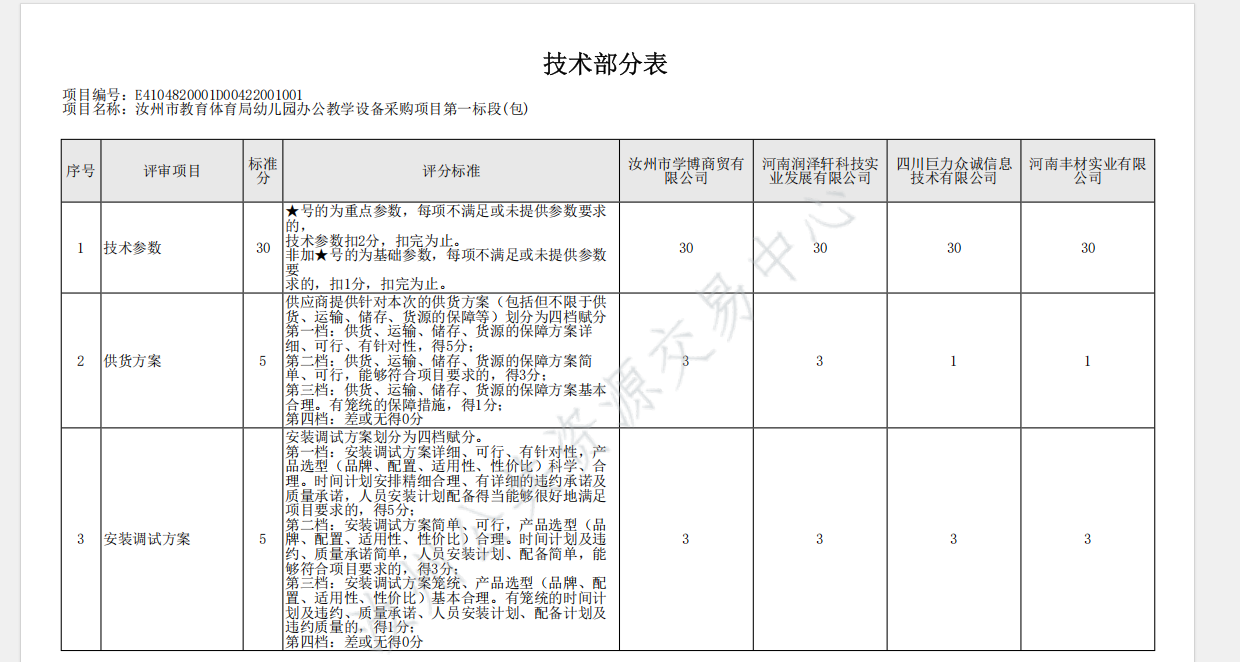 技术部分表
项目编号：E4104820001D00422001001
项目名称：汝州市教育体育局幼儿园办公教学设备采购项目第一标段(包)
序号 评审项目 标准分 评分标准 汝州市学博商贸有限公司 河南润泽轩科技实业发展有限公司 四川巨力众诚信息技术有限公司 河南丰材实业有限公司
1 技术参数 30
★号的为重点参数，每项不满足或未提供参数要求
的，
技术参数扣2分，扣完为止。
非加★号的为基础参数，每项不满足或未提供参数
要
求的，扣1分，扣完为止。
30 30 30 30
2 供货方案 5
供应商提供针对本次的供货方案（包括但不限于供
货、运输、储存、货源的保障等）划分为四档赋分
第一档：供货、运输、储存、货源的保障方案详
细、可行、有针对性，得5分；
第二档：供货、运输、储存、货源的保障方案简
单、可行，能够符合项目要求的，得3分；
第三档：供货、运输、储存、货源的保障方案基本
合理。有笼统的保障措施，得1分；
第四档：差或无得0分
3 3 1 1
3 安装调试方案 5
安装调试方案划分为四档赋分。
第一档：安装调试方案详细、可行、有针对性，产
品选型（品牌、配置、适用性、性价比）科学、合
理。时间计划安排精细合理、有详细的违约承诺及
质量承诺，人员安装计划配备得当能够很好地满足
项目要求的，得5分；
第二档：安装调试方案简单、可行，产品选型（品
牌、配置、适用性、性价比）合理。时间计划及违
约、质量承诺简单，人员安装计划、配备简单，能
够符合项目要求的，得3分；
第三档：安装调试方案笼统、产品选型（品牌、配
置、适用性、性价比）基本合理。有笼统的时间计
划及违约、质量承诺、人员安装计划、配备计划及
违约质量的，得1分；
第四档：差或无得0分
3 3 3 3
汝州公共资源交易中心